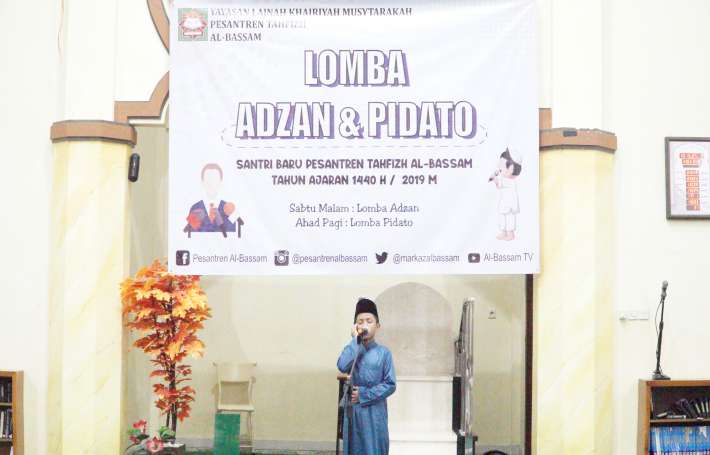 YAYASAN LAJNAH KHAIRIYAH MUSYTARAKAH
PESANTREN TAHFIZH
AL-BASSAM
LOMBA
ADZAN & PIDATO
SANTRI BARU PESANTREN TAHFIZH AL-BASSAM
TAHUN AJARAN 1440 H / 2019 M
Sabtu Malam : Lomba Adzan
Ahad Pagi : Lomba Pidato
Pesantren Al-Bassam @pesantrenalbassam @markazalbassam Al-Bassam TV